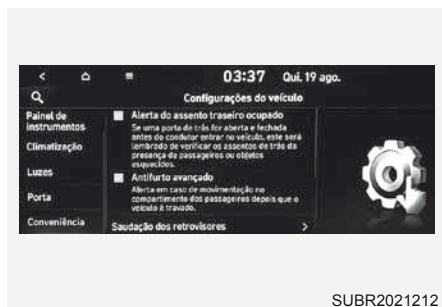 03:37 Qui, 19 ago.
Configurações do veículo
Painel de
instrumentos
Climatização
Luzes
Porta
Conveniência
Alerta do assento traseiro ocupado
Se uma porta de trás for aberta e fechada
antes do condutor entrar no veículo, este será
lembrado de verificar os assentos de trás da
presença de passageiros ou objetos
esquecidos.
Antifurto avançado
Alerta em caso de movimentação no
compartimento dos passageiros depois que o
veículo é travado.
Saudação dos retrovisores
SUBR2021212